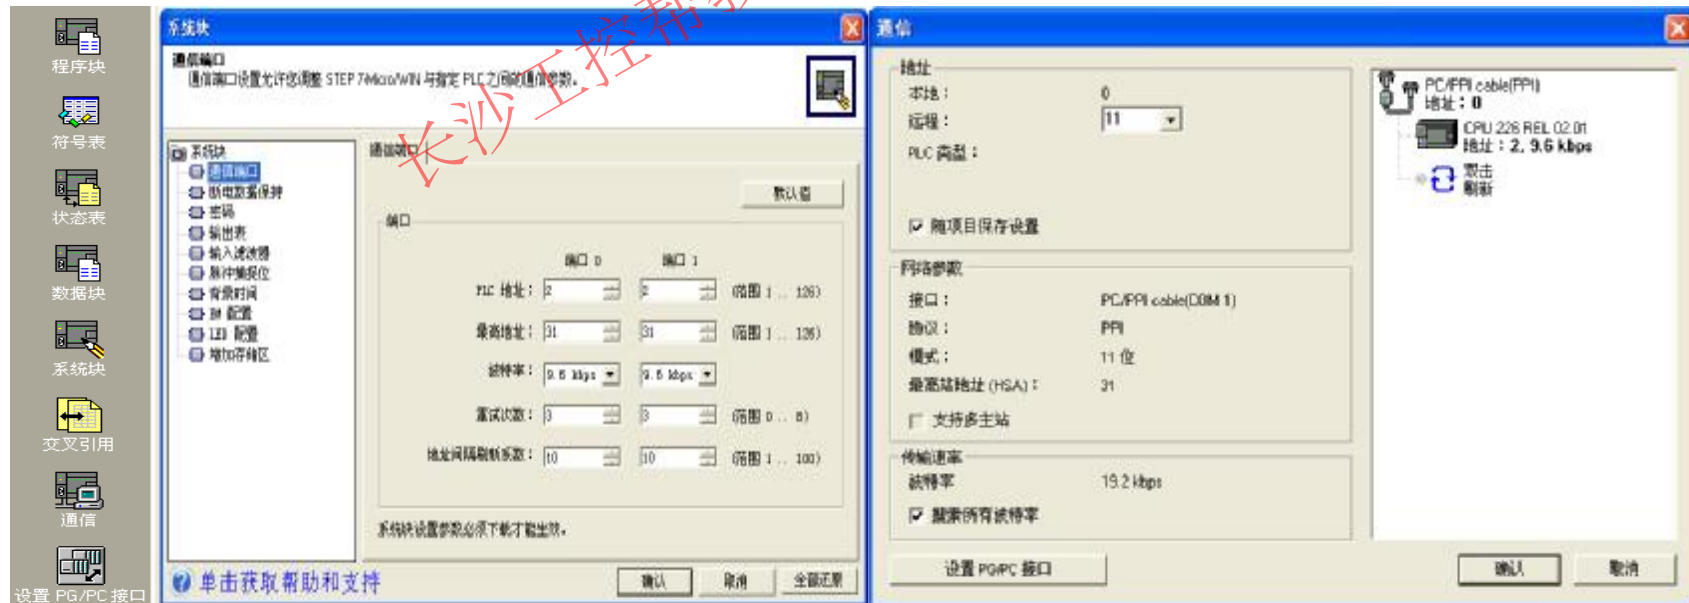 程序块
符号表
状态表
数据块
系统块
交叉引用
通信
设置 PG/PC 接口
系统块
通信端口
通信端口设置允许您调整 STEP 7-Micro/WIN 与指定 PLC 之间的通信参数。
系统块
通信端口
断电数据保持
密码
输出表
输入滤波器
脉冲捕捉位
背景时间
EM 配置
LED 配置
增加存储区
通信端口
默认值
端口
端口 0 端口 1
PLC 地址： 2 2 (范围 1 .. 126)
最高地址： 31 31 (范围 1 .. 126)
波特率： 9.6 kbps 9.6 kbps
重试次数： 3 3 (范围 0 .. 8)
地址间隔刷新系数： 10 10 (范围 1 .. 100)
系统块设置参数必须下载才能生效。
单击获取帮助和支持
确认 取消 全部还原
通信
地址
本地： 0
远程： 11
PLC 类型：
随项目保存设置
网络参数
接口： PC/PPI cable(COM 1)
协议： PPI
模式： 11 位
最高站地址 (HSA)： 31
支持多主站
传输速率
波特率 19.2 kbps
搜索所有波特率
设置 PG/PC 接口
PC/PPI cable(PPI)
地址：0
CPU 226 REL 02.01
地址：2, 9.6 kbps
双击
刷新
确认 取消
长沙工控帮